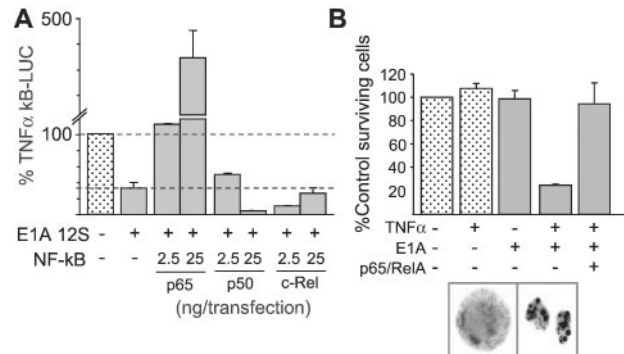 A
500
100
% TNFα kB-LUC
E1A 12S - + + + + + + +
NF-kB - - 2.5 25 2.5 25 2.5 25
p65 p50 c-Rel
(ng/transfection)
B
120
100
80
60
40
20
%Control surviving cells
TNFα - + - + +
E1A - - + + +
p65/RelA - - - - +